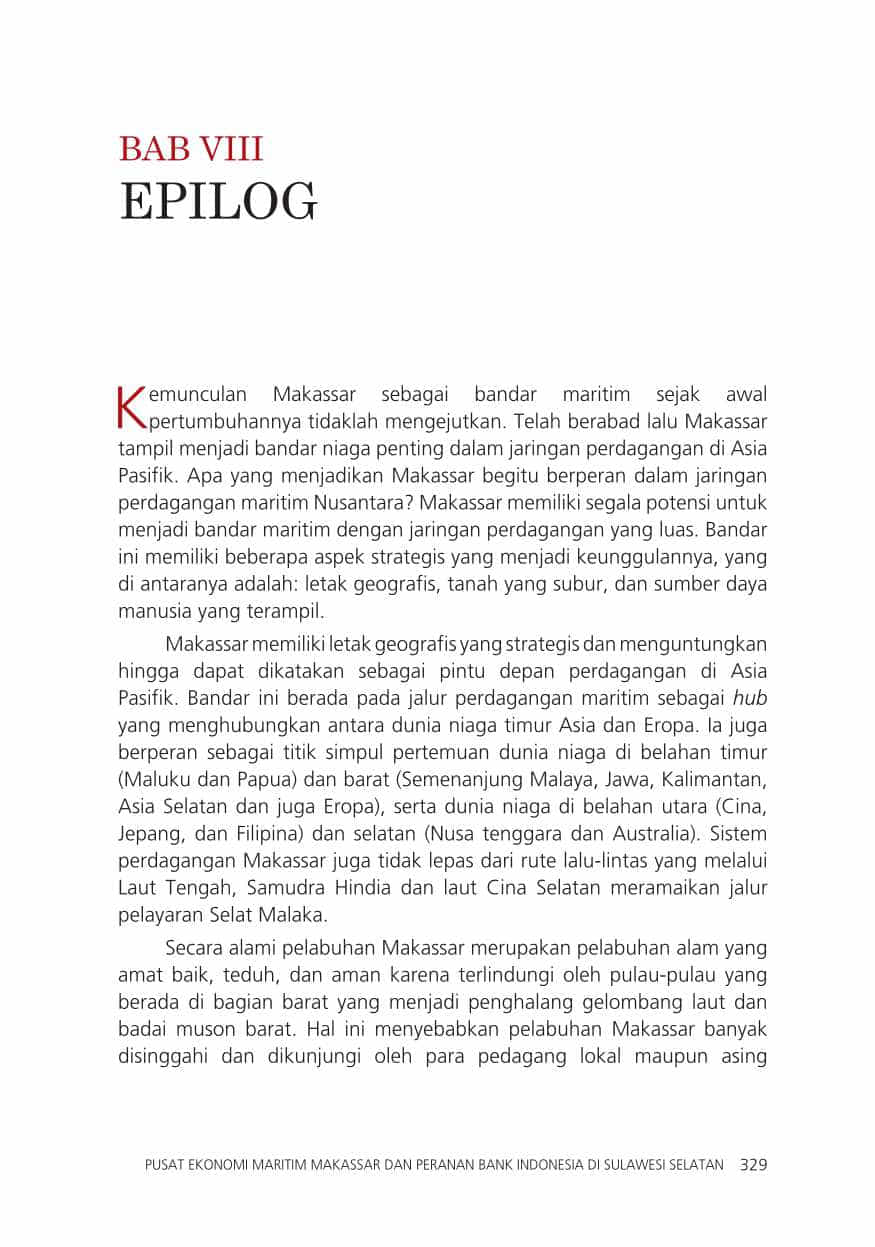 BAB VIII
EPILOG
Kemunculan Makassar sebagai bandar maritim sejak awal
pertumbuhannya tidaklah mengejutkan. Telah berabad lalu Makassar
tampil menjadi bandar niaga penting dalam jaringan perdagangan di Asia
Pasifik. Apa yang menjadikan Makassar begitu berperan dalam jaringan
perdagangan maritim Nusantara? Makassar memiliki segala potensi untuk
menjadi bandar maritim dengan jaringan perdagangan yang luas. Bandar
ini memiliki beberapa aspek strategis yang menjadi keunggulannya, yang
di antaranya adalah: letak geografis, tanah yang subur, dan sumber daya
manusia yang terampil.
Makassar memiliki letak geografis yang strategis dan menguntungkan
hingga dapat dikatakan sebagai pintu depan perdagangan di Asia
Pasifik. Bandar ini berada pada jalur perdagangan maritim sebagai hub
yang menghubungkan antara dunia niaga timur Asia dan Eropa. Ia juga
berperan sebagai titik simpul pertemuan dunia niaga di belahan timur
(Maluku dan Papua) dan barat (Semenanjung Malaya, Jawa, Kalimantan,
Asia Selatan dan juga Eropa), serta dunia niaga di belahan utara (Cina,
Jepang, dan Filipina) dan selatan (Nusa tenggara dan Australia). Sistem
perdagangan Makassar juga tidak lepas dari rute lalu-lintas yang melalui
Laut Tengah, Samudra Hindia dan laut Cina Selatan meramaikan jalur
pelayaran Selat Malaka.
Secara alami pelabuhan Makassar merupakan pelabuhan alam yang
amat baik, teduh, dan aman karena terlindungi oleh pulau-pulau yang
berada di bagian barat yang menjadi penghalang gelombang laut dan
badai muson barat. Hal ini menyebabkan pelabuhan Makassar banyak
disinggahi dan dikunjungi oleh para pedagang lokal maupun asing
PUSAT EKONOMI MARITIM MAKASSAR DAN PERANAN BANK INDONESIA DI SULAWESI SELATAN 329